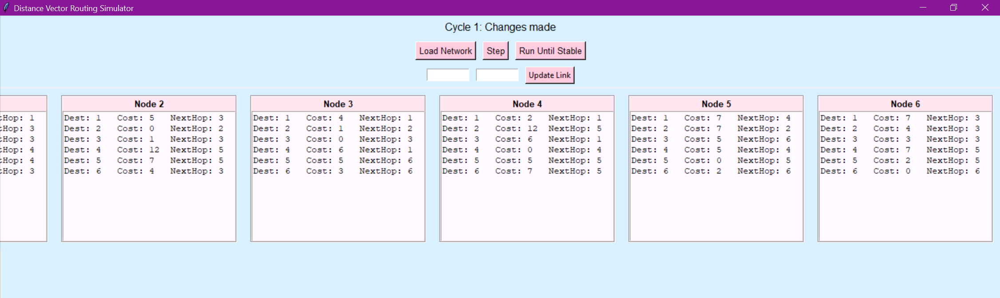 Distance Vector Routing Simulator
Cycle 1: Changes made
Load Network Step Run Until Stable
Update Link
Hop: 1
Hop: 3
Hop: 3
Hop: 4
Hop: 4
Hop: 3
Node 2
Dest: 1 Cost: 5 NextHop: 3
Dest: 2 Cost: 0 NextHop: 2
Dest: 3 Cost: 1 NextHop: 3
Dest: 4 Cost: 12 NextHop: 5
Dest: 5 Cost: 7 NextHop: 5
Dest: 6 Cost: 4 NextHop: 3
Node 3
Dest: 1 Cost: 4 NextHop: 1
Dest: 2 Cost: 1 NextHop: 2
Dest: 3 Cost: 0 NextHop: 3
Dest: 4 Cost: 6 NextHop: 1
Dest: 5 Cost: 5 NextHop: 6
Dest: 6 Cost: 3 NextHop: 6
Node 4
Dest: 1 Cost: 2 NextHop: 1
Dest: 2 Cost: 12 NextHop: 5
Dest: 3 Cost: 6 NextHop: 1
Dest: 4 Cost: 0 NextHop: 4
Dest: 5 Cost: 5 NextHop: 5
Dest: 6 Cost: 7 NextHop: 5
Node 5
Dest: 1 Cost: 7 NextHop: 4
Dest: 2 Cost: 7 NextHop: 2
Dest: 3 Cost: 5 NextHop: 6
Dest: 4 Cost: 5 NextHop: 4
Dest: 5 Cost: 0 NextHop: 5
Dest: 6 Cost: 2 NextHop: 6
Node 6
Dest: 1 Cost: 7 NextHop: 3
Dest: 2 Cost: 4 NextHop: 3
Dest: 3 Cost: 3 NextHop: 3
Dest: 4 Cost: 7 NextHop: 5
Dest: 5 Cost: 2 NextHop: 5
Dest: 6 Cost: 0 NextHop: 6